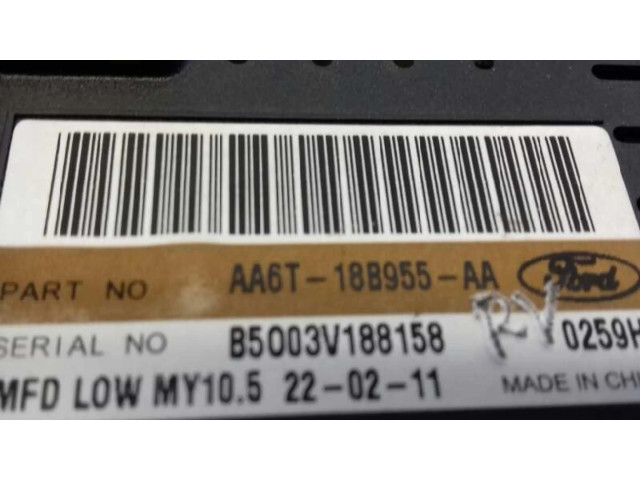 PART NO AA6T-18B955-AA Ford
SERIAL NO B5003V188158 RV 0259H
MFD LOW MY10.5 22-02-11 MADE IN CHI